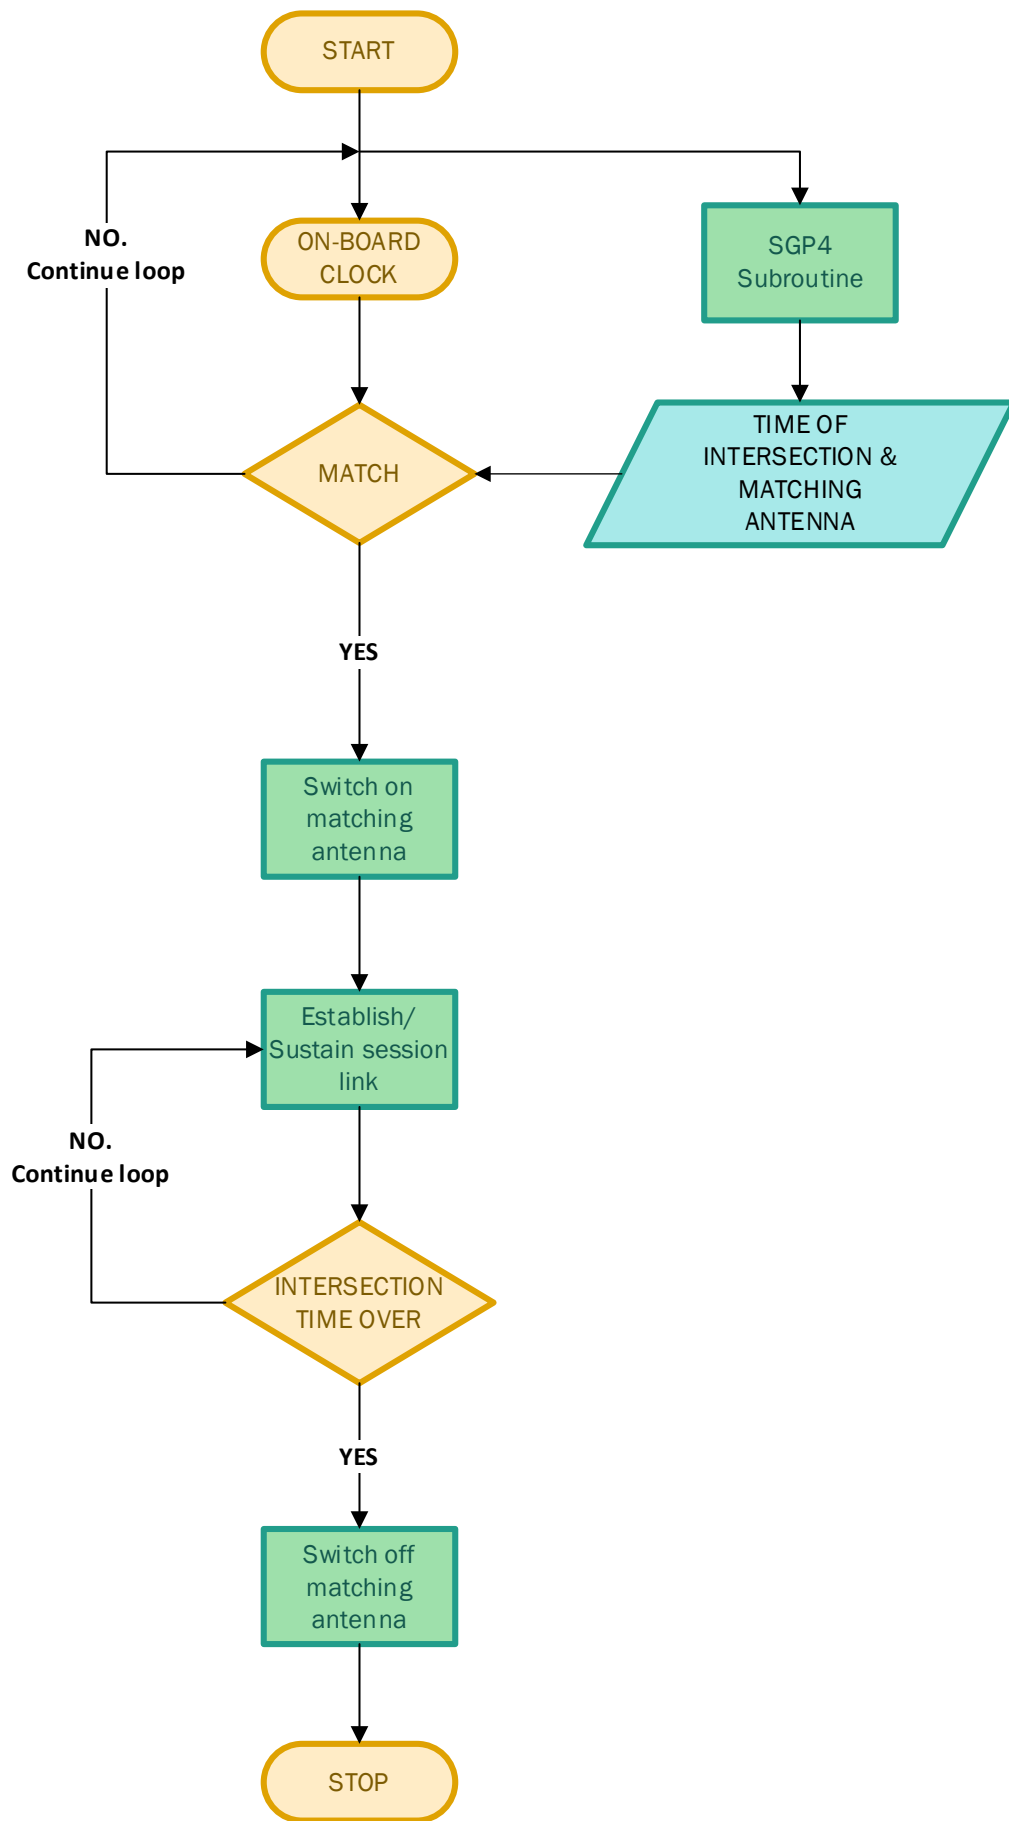 START
NO.
Continue loop
ON-BOARD
CLOCK
SGP4
Subroutine
MATCH
TIME OF
INTERSECTION &
MATCHING
ANTENNA
YES
Switch on
matching
antenna
Establish/
Sustain session
link
NO.
Continue loop
INTERSECTION
TIME OVER
YES
Switch off
matching
antenna
STOP